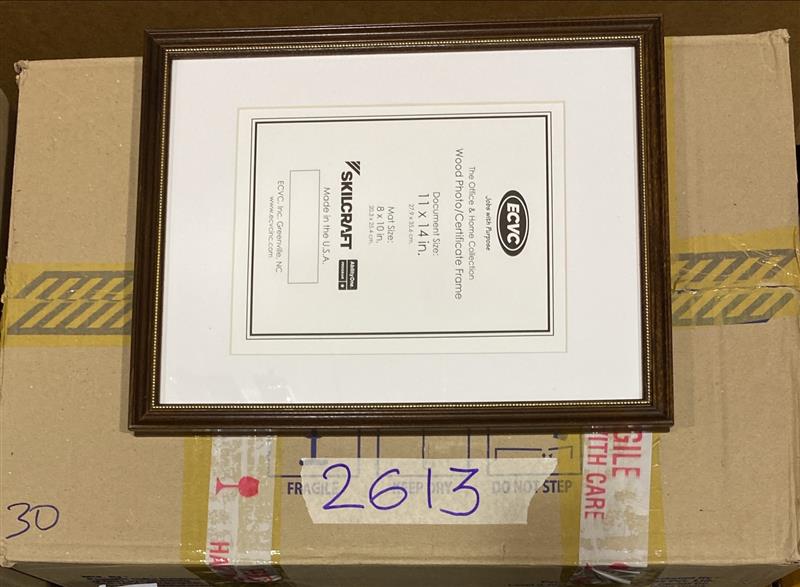 ECVC
Jobs with Purpose
The Office & Home Collection
Wood Photo/Certificate Frame
Document Size:
11 x 14 in.
27.9 x 35.6 cm.
Mat Size:
8 x 10 in.
20.3 x 25.4 cm.
SKILCRAFT
AbilityOne
Made in the U.S.A.
ECVC, Inc. Greenville, NC
www.ecvcinc.com
FRAGILE
KEEP DRY
DO NOT STEP
2613
30
HA
GILE
WITH CARE